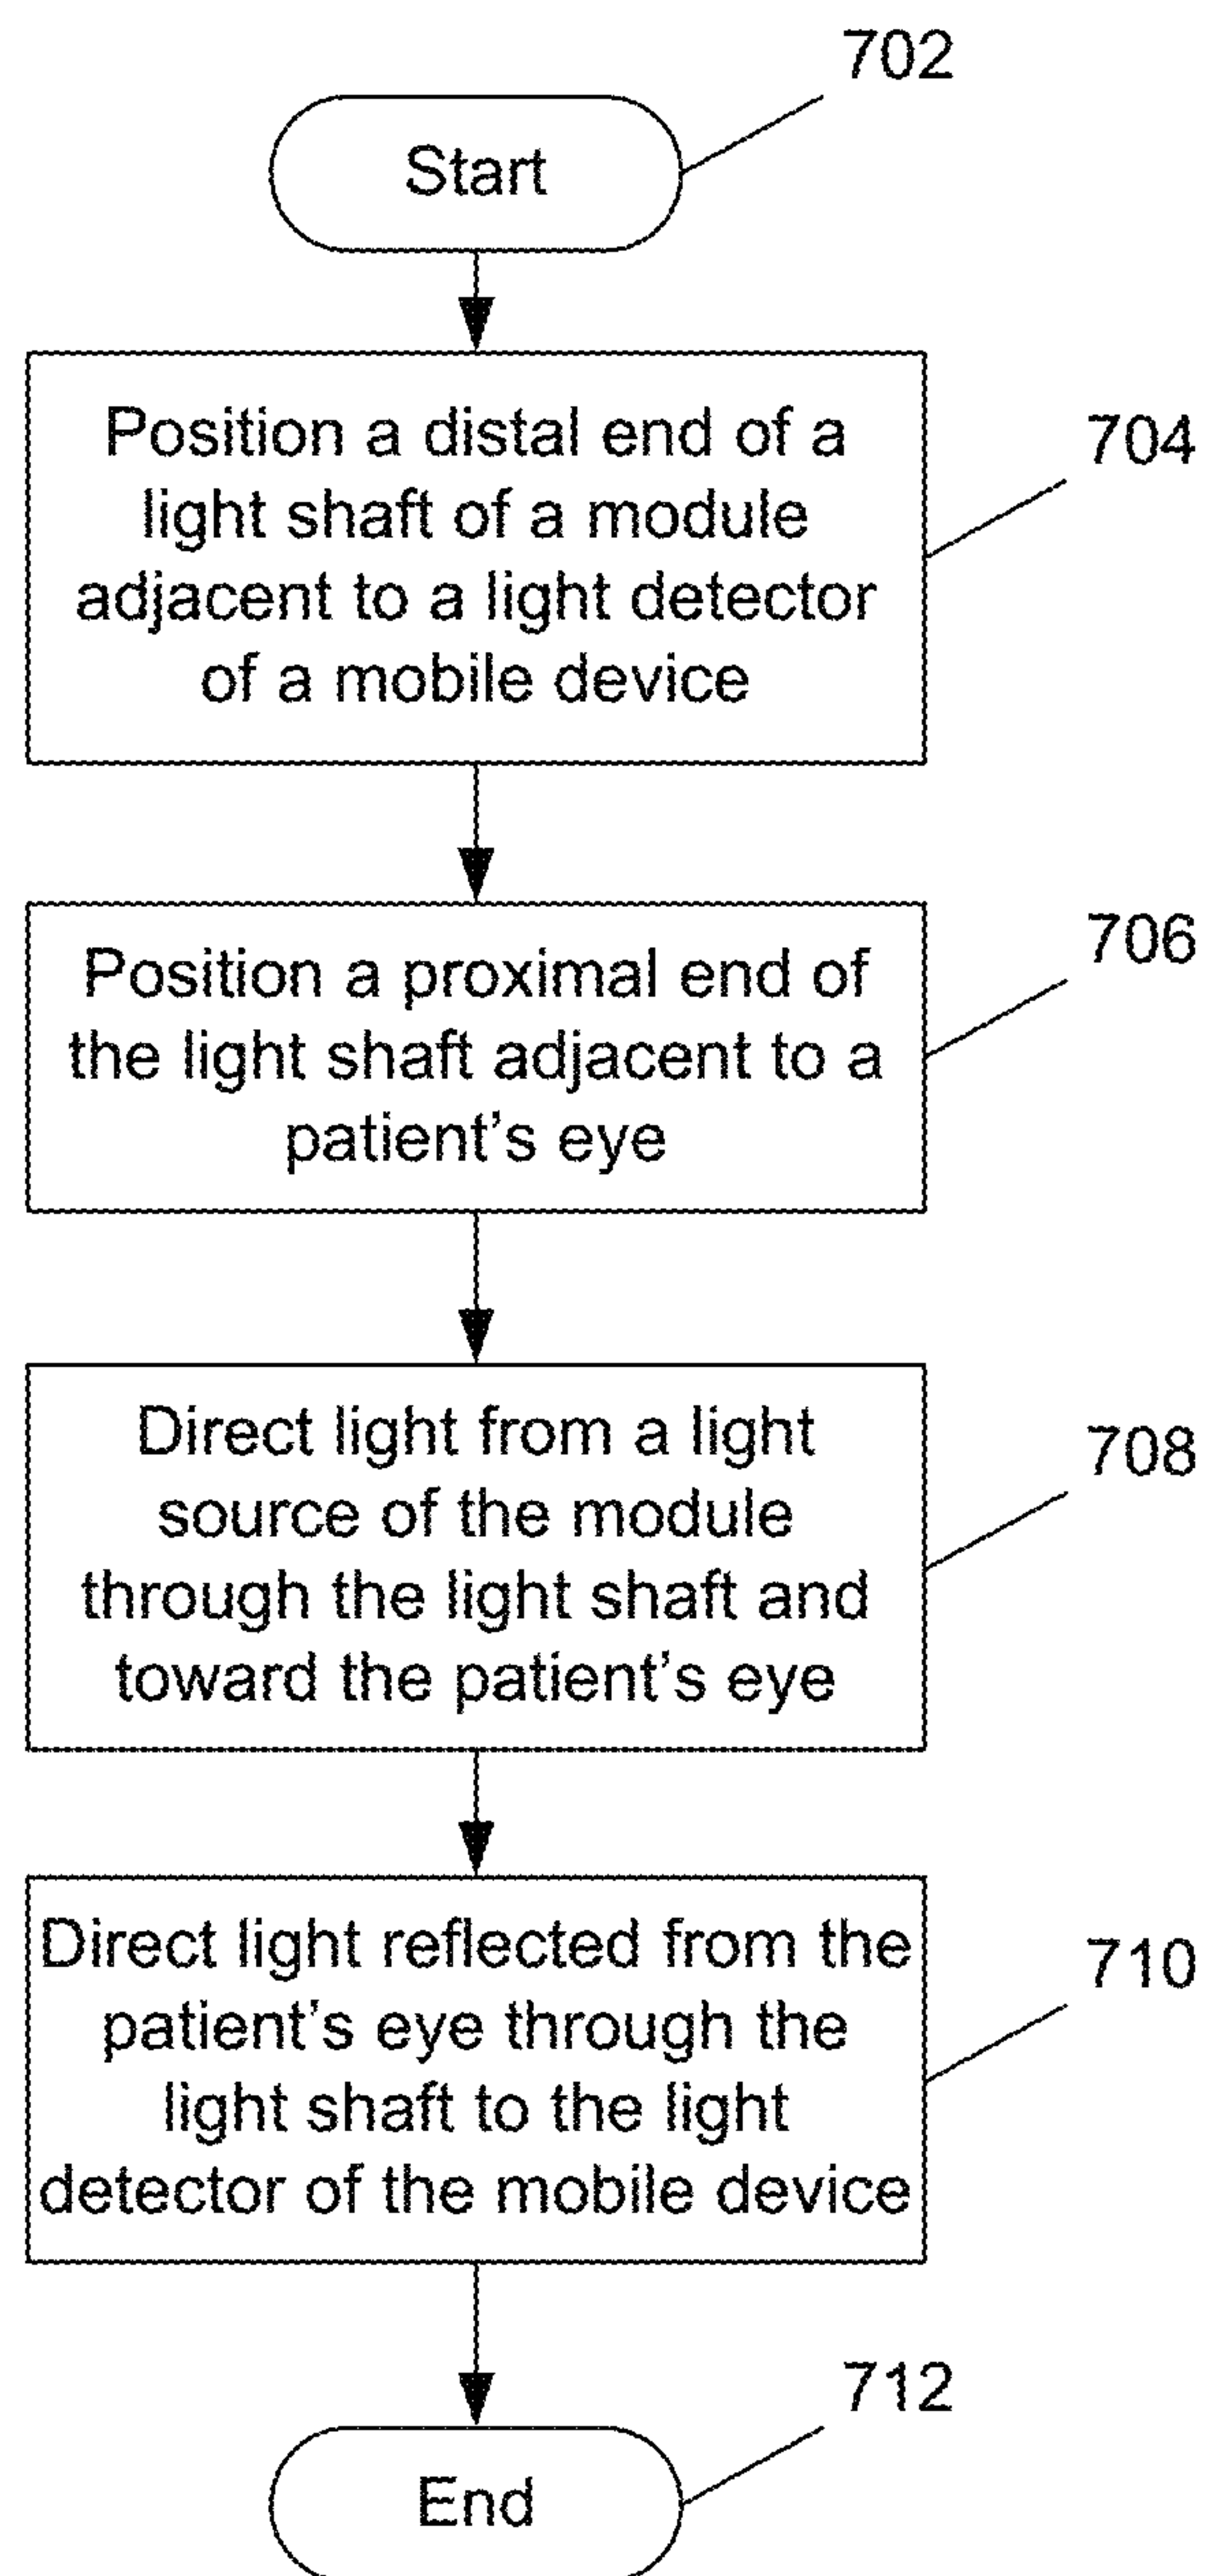 702
Start
704
Position a distal end of a
light shaft of a module
adjacent to a light detector
of a mobile device
706
Position a proximal end of
the light shaft adjacent to a
patient’s eye
708
Direct light from a light
source of the module
through the light shaft and
toward the patient’s eye
710
Direct light reflected from the
patient’s eye through the
light shaft to the light
detector of the mobile device
712
End